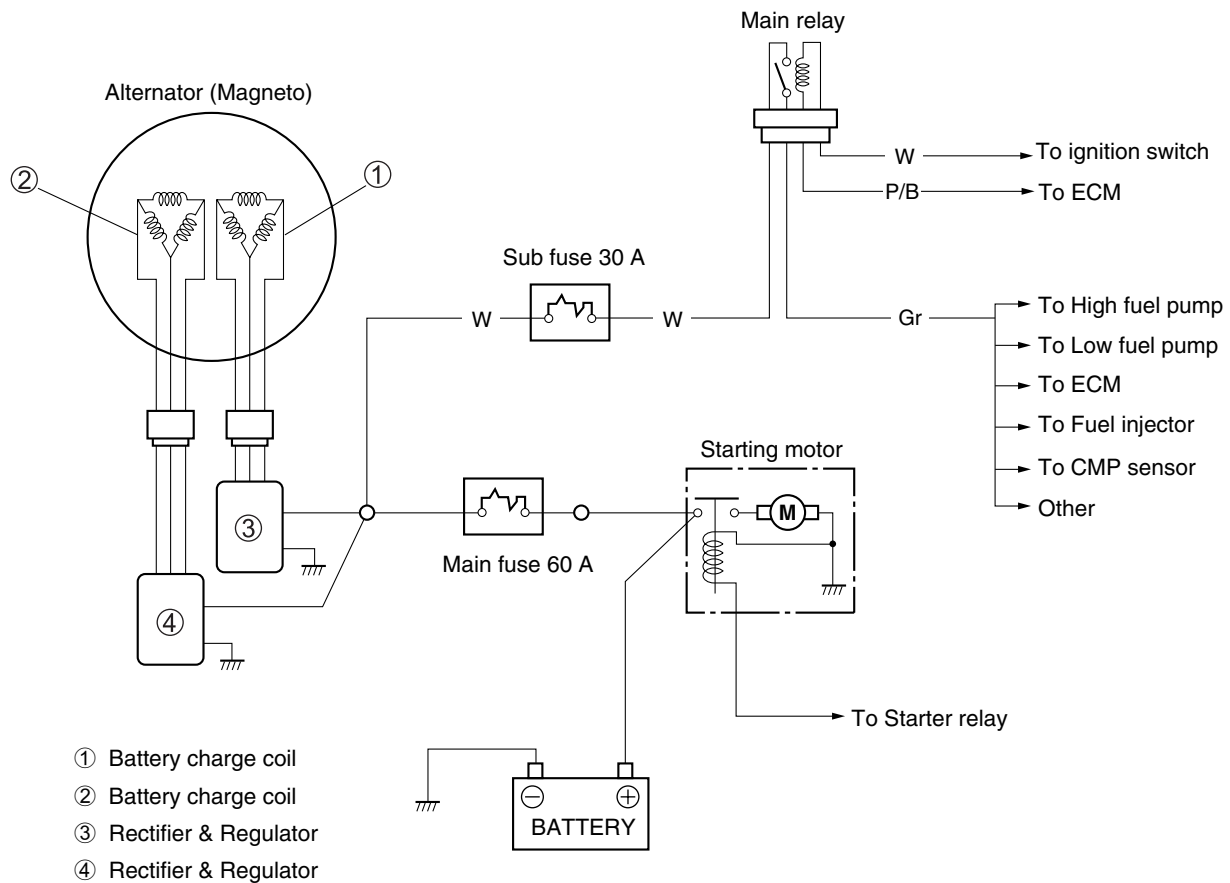 Main relay
Alternator (Magneto)
② ①
W To ignition switch
P/B To ECM
Sub fuse 30 A
W W Gr
To High fuel pump
To Low fuel pump
To ECM
To Fuel injector
To CMP sensor
Other
Starting motor
M
③
Main fuse 60 A
④
To Starter relay
① Battery charge coil
② Battery charge coil
③ Rectifier & Regulator
④ Rectifier & Regulator
− +
BATTERY